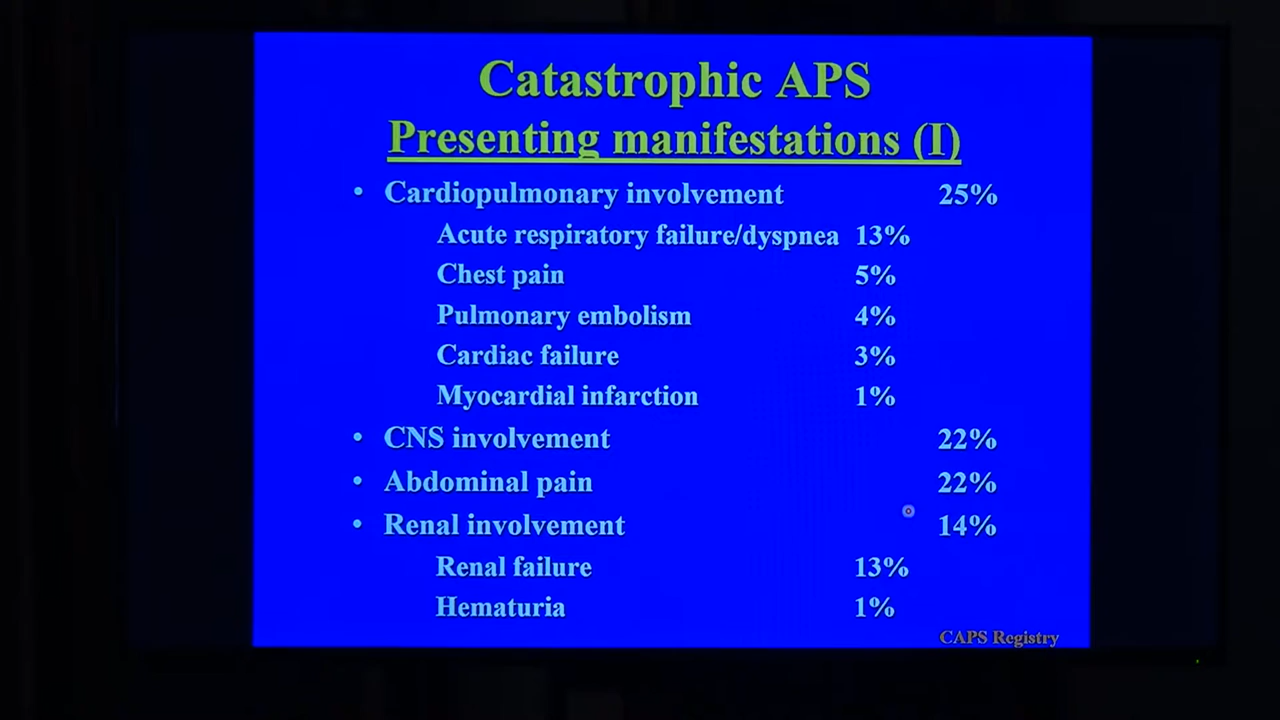 Catastrophic APS
Presenting manifestations (I)
• Cardiopulmonary involvement 25%
Acute respiratory failure/dyspnea 13%
Chest pain 5%
Pulmonary embolism 4%
Cardiac failure 3%
Myocardial infarction 1%
• CNS involvement 22%
• Abdominal pain 22%
• Renal involvement 14%
Renal failure 13%
Hematuria 1%
CAPS Registry